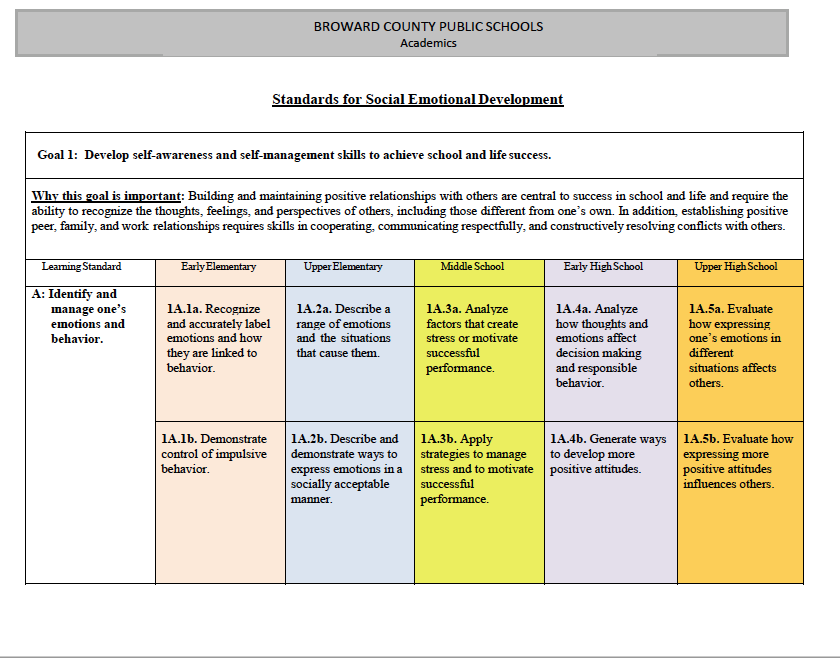 BROWARD COUNTY PUBLIC SCHOOLS
Academics
Standards for Social Emotional Development
Goal 1: Develop self-awareness and self-management skills to achieve school and life success.
Why this goal is important: Building and maintaining positive relationships with others are central to success in school and life and require the
ability to recognize the thoughts, feelings, and perspectives of others, including those different from one’s own. In addition, establishing positive
peer, family, and work relationships requires skills in cooperating, communicating respectfully, and constructively resolving conflicts with others.
Learning Standard
Early Elementary
Upper Elementary
Middle School
Early High School
Upper High School
A: Identify and
manage one’s
emotions and
behavior.
1A.1a. Recognize
and accurately label
emotions and how
they are linked to
behavior.
1A.2a. Describe a
range of emotions
and the situations
that cause them.
1A.3a. Analyze
factors that create
stress or motivate
successful
performance.
1A.4a. Analyze
how thoughts and
emotions affect
decision making
and responsible
behavior.
1A.5a. Evaluate
how expressing
one’s emotions in
different
situations affects
others.
1A.1b. Demonstrate
control of impulsive
behavior.
1A.2b. Describe and
demonstrate ways to
express emotions in a
socially acceptable
manner.
1A.3b. Apply
strategies to manage
stress and to motivate
successful
performance.
1A.4b. Generate ways
to develop more
positive attitudes.
1A.5b. Evaluate how
expressing more
positive attitudes
influences others.